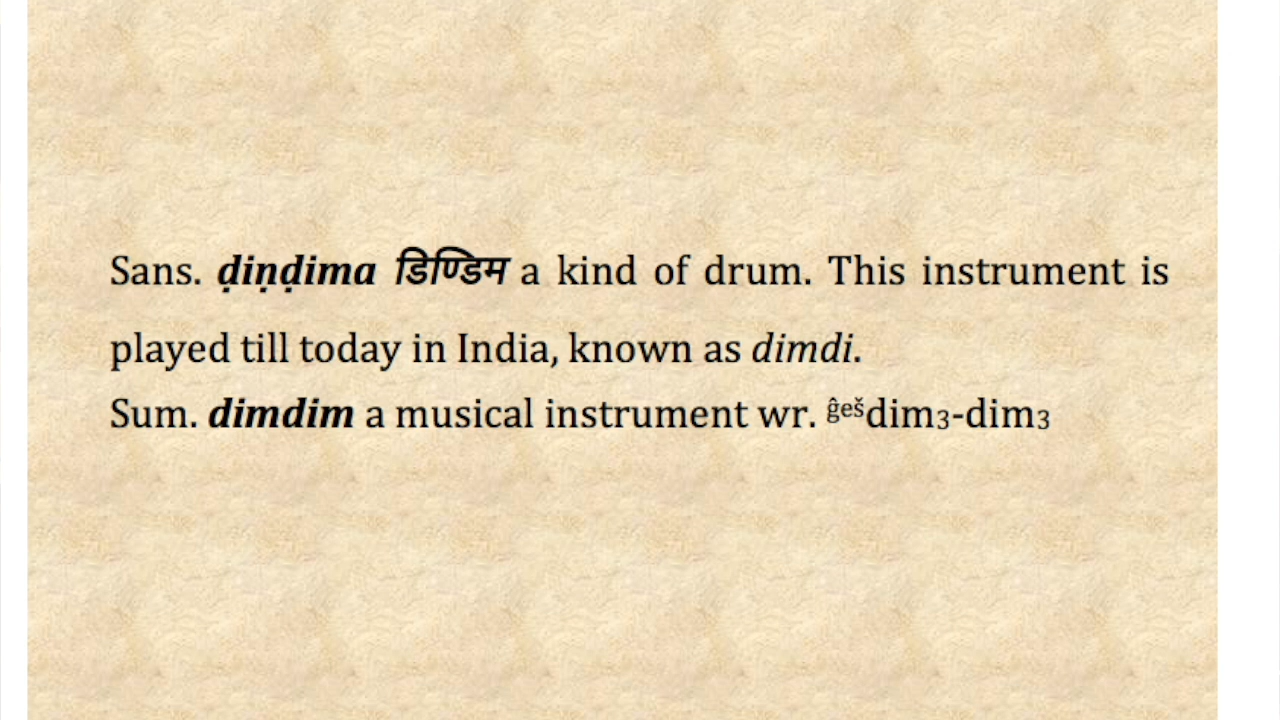 Sans. ḍiṇḍima डिण्डिम a kind of drum. This instrument is
played till today in India, known as dimdi.
Sum. dimdim a musical instrument wr. ĝešdim3-dim3